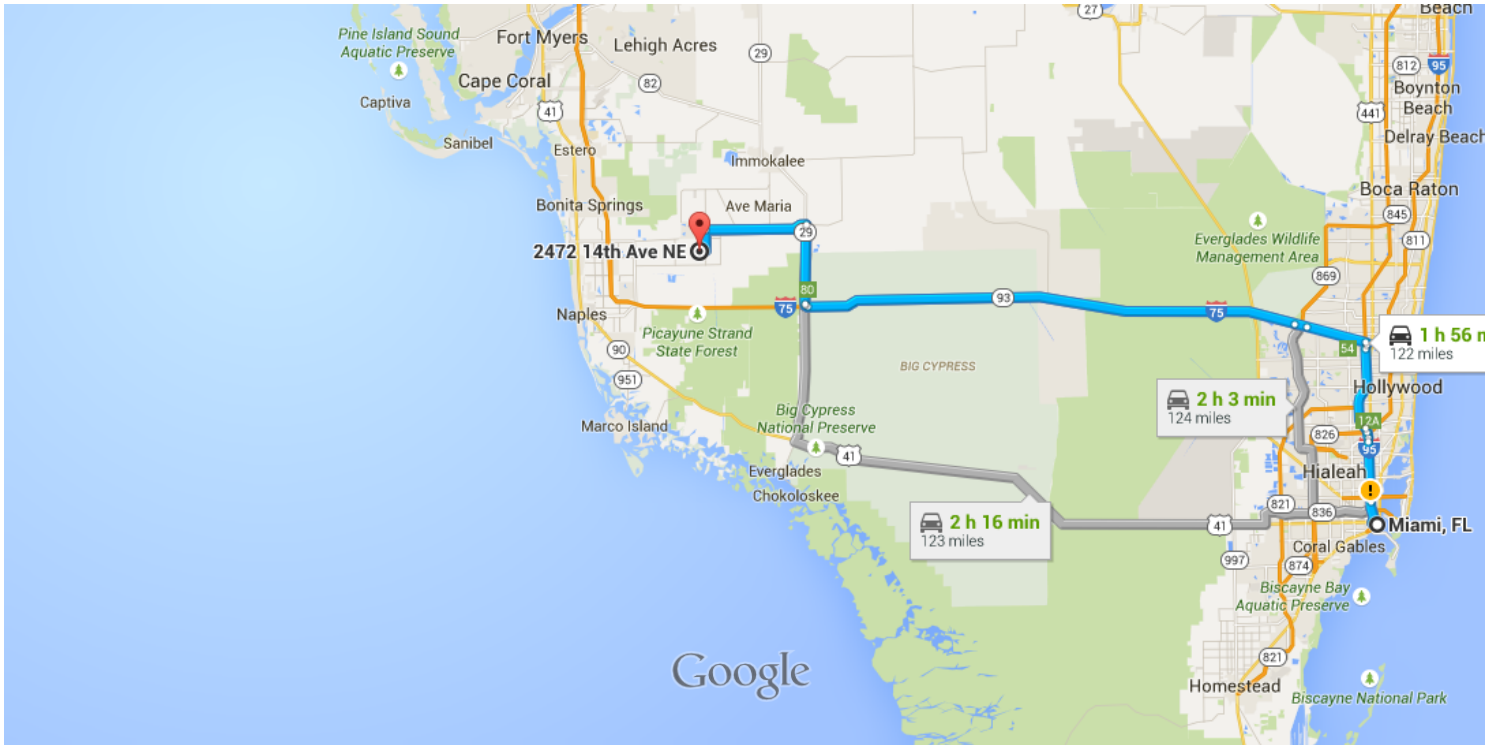 Pine Island Sound
Aquatic Preserve
Fort Myers
Lehigh Acres
29
27
Beach
812
95
Cape Coral
82
Boynton
Beach
Captiva
41
441
Sanibel
Estero
Delray Beach
Immokalee
Bonita Springs
Ave Maria
Boca Raton
845
29
Everglades Wildlife
Management Area
811
2472 14th Ave NE
869
80
75
93
75
Naples
Picayune Strand
State Forest
1 h 56 m
122 miles
54
90
BIG CYPRESS
951
Hollywood
2 h 3 min
124 miles
Big Cypress
National Preserve
12A
Marco Island
826
95
41
Everglades
Hialeah
!
Chokoloskee
821
836
2 h 16 min
123 miles
41
Miami, FL
Coral Gables
997
874
Biscayne Bay
Aquatic Preserve
821
Google
Homestead
Biscayne National Park